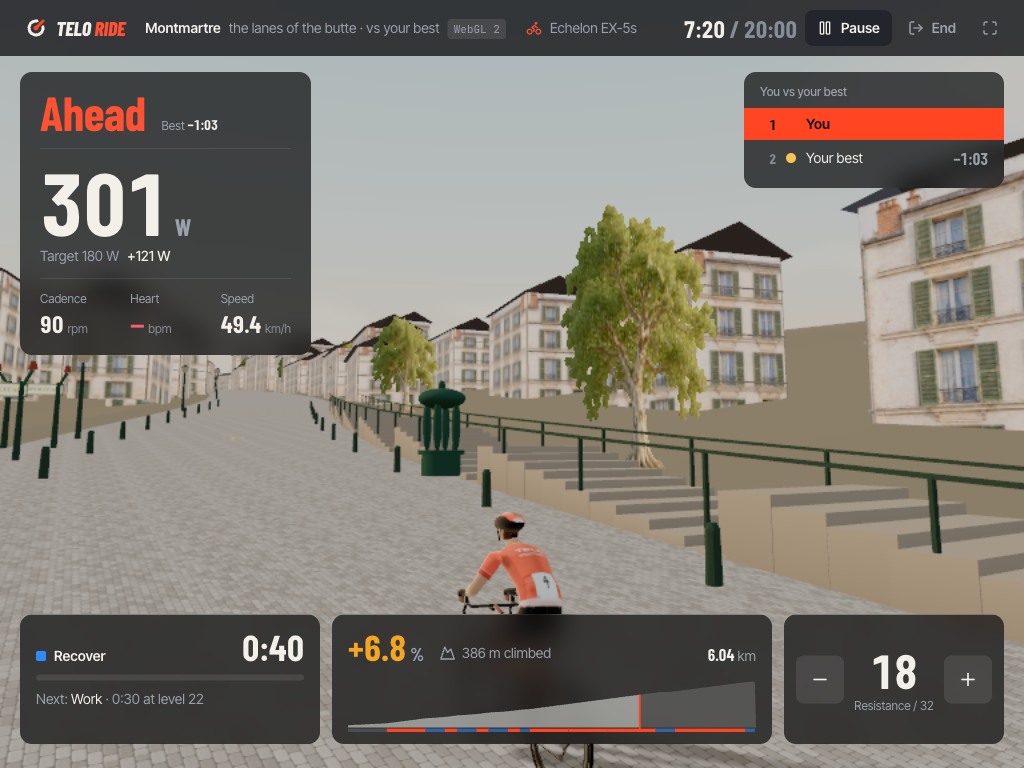 TELO RIDE Montmartre the lanes of the butte · vs your best WebGL 2 Echelon EX-5s 7:20 / 20:00 Pause End
Ahead Best −1:03
301 W
Target 180 W +121 W
Cadence Heart Speed
90 rpm – bpm 49.4 km/h
You vs your best
1 You
2 Your best −1:03
4
Recover 0:40
Next: Work · 0:30 at level 22
+6.8 % 386 m climbed 6.04 km
− 18 +
Resistance / 32